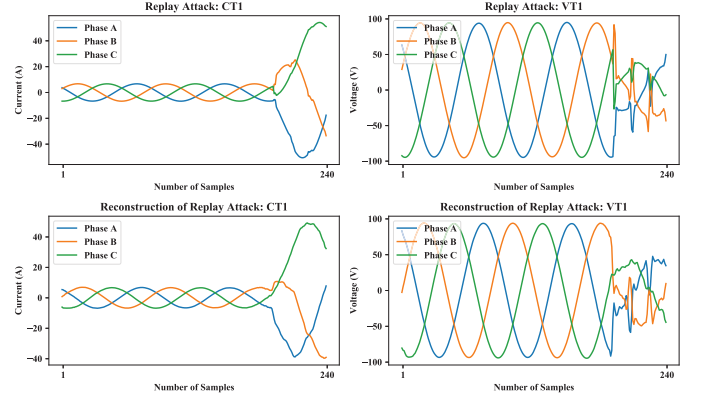 Replay Attack: CT1
Current (A)
40
20
0
−20
−40
Phase A
Phase B
Phase C
1
240
Number of Samples
Replay Attack: VT1
Voltage (V)
100
50
0
−50
−100
Phase A
Phase B
Phase C
1
240
Number of Samples
Reconstruction of Replay Attack: CT1
Current (A)
40
20
0
−20
−40
Phase A
Phase B
Phase C
1
240
Number of Samples
Reconstruction of Replay Attack: VT1
Voltage (V)
100
50
0
−50
−100
Phase A
Phase B
Phase C
1
240
Number of Samples